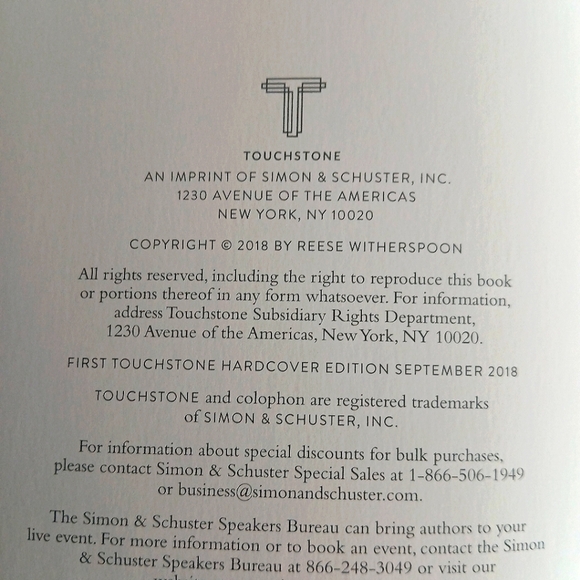 T
TOUCHSTONE
AN IMPRINT OF SIMON & SCHUSTER, INC.
1230 AVENUE OF THE AMERICAS
NEW YORK, NY 10020
COPYRIGHT © 2018 BY REESE WITHERSPOON
All rights reserved, including the right to reproduce this book
or portions thereof in any form whatsoever. For information,
address Touchstone Subsidiary Rights Department,
1230 Avenue of the Americas, New York, NY 10020.
FIRST TOUCHSTONE HARDCOVER EDITION SEPTEMBER 2018
TOUCHSTONE and colophon are registered trademarks
of SIMON & SCHUSTER, INC.
For information about special discounts for bulk purchases,
please contact Simon & Schuster Special Sales at 1-866-506-1949
or business@simonandschuster.com.
The Simon & Schuster Speakers Bureau can bring authors to your
live event. For more information or to book an event, contact the Simon
& Schuster Speakers Bureau at 866-248-3049 or visit our